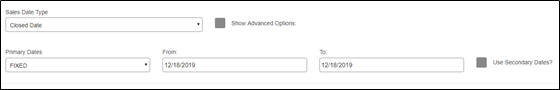 Sales Date Type
Closed Date
Show Advanced Options:
Primary Dates
From:
To:
FIXED
12/18/2019
12/18/2019
Use Secondary Dates?